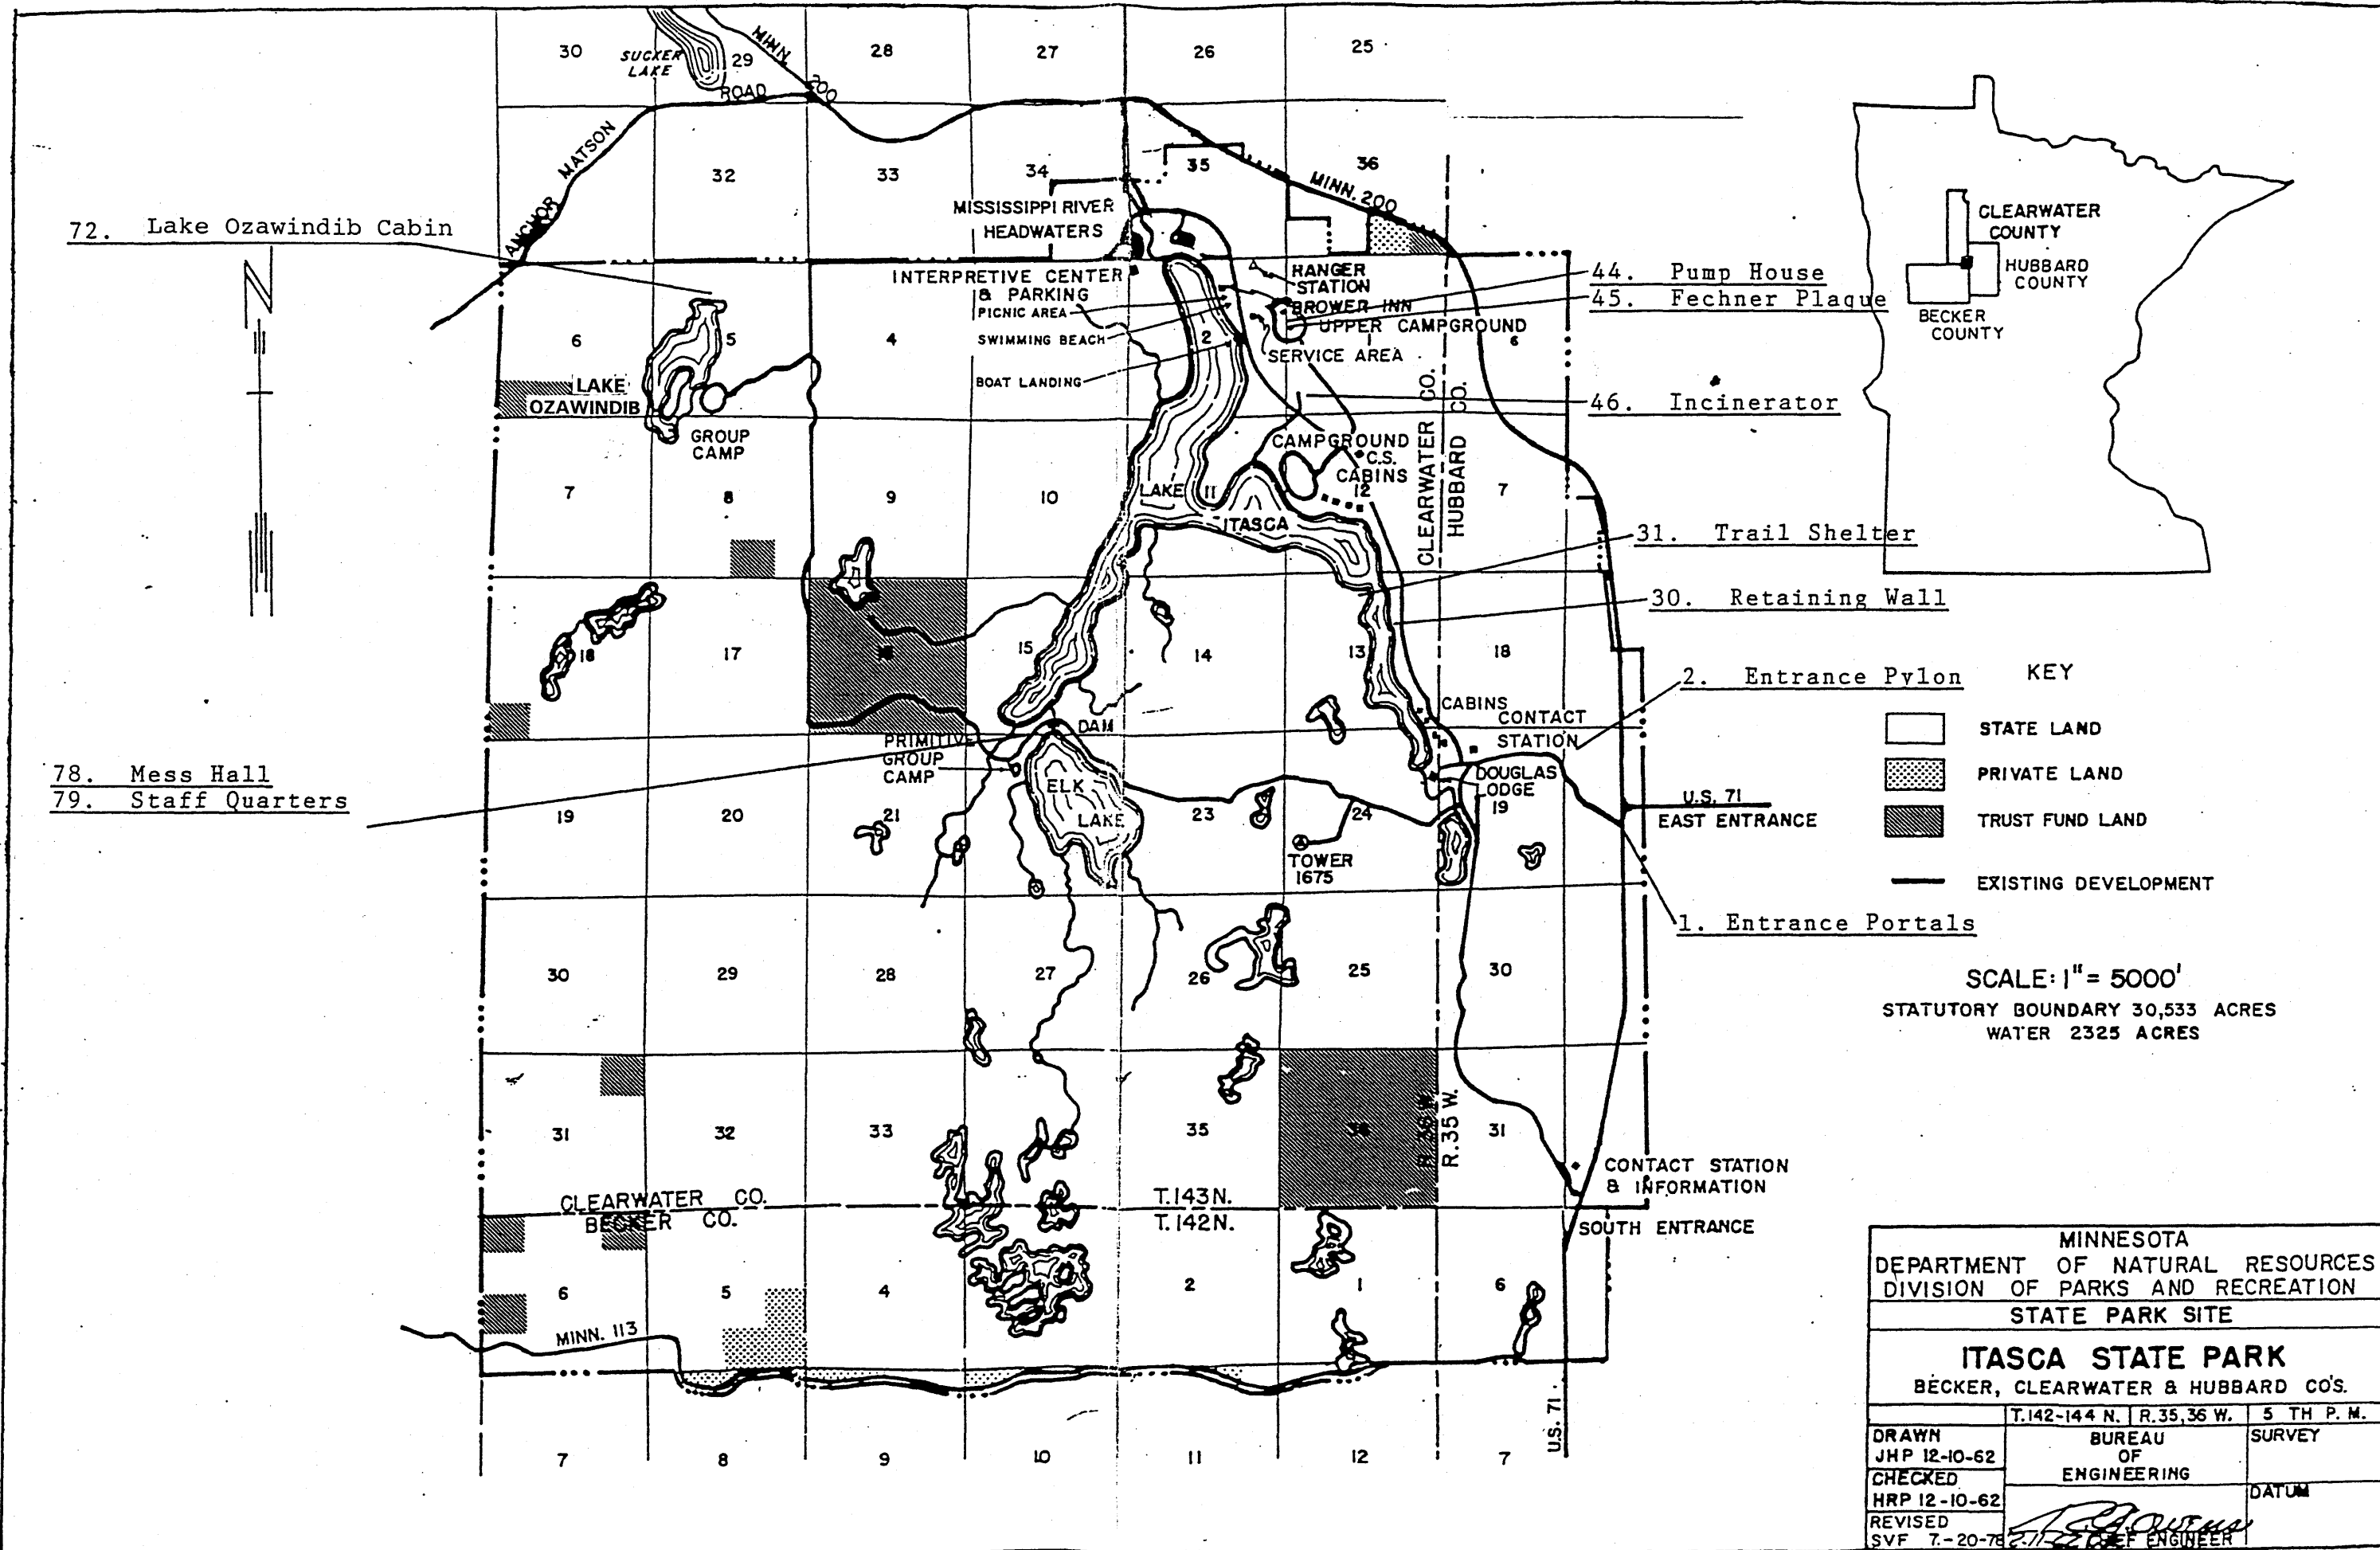 30
SUCKER
LAKE
29
MINN.
200
28
27
26
25
ROAD
ANCHOR MATSON
32
33
34
35
36
MINN. 200
MISSISSIPPI RIVER
HEADWATERS
72. Lake Ozawindib Cabin
N
INTERPRETIVE CENTER
& PARKING
PICNIC AREA
SWIMMING BEACH
BOAT LANDING
RANGER
STATION
BROWER INN
UPPER CAMPGROUND
SERVICE AREA
44. Pump House
45. Fechner Plaque
46. Incinerator
CLEARWATER
COUNTY
HUBBARD
COUNTY
BECKER
COUNTY
6
5
4
2
1
6
LAKE
OZAWINDIB
GROUP
CAMP
CAMPGROUND
C.S.
CABINS
CLEARWATER CO.
HUBBARD CO.
7
8
9
10
LAKE
11
12
7
ITASCA
31. Trail Shelter
30. Retaining Wall
18
17
16
15
14
13
18
2. Entrance Pylon
CABINS
CONTACT
STATION
DAM
PRIMITIVE
GROUP
CAMP
78. Mess Hall
79. Staff Quarters
ELK
LAKE
DOUGLAS
LODGE
19
20
21
23
24
19
TOWER
1675
U.S. 71
EAST ENTRANCE
1. Entrance Portals
KEY
STATE LAND
PRIVATE LAND
TRUST FUND LAND
EXISTING DEVELOPMENT
SCALE: 1" = 5000'
STATUTORY BOUNDARY 30,533 ACRES
WATER 2325 ACRES
30
29
28
27
26
25
30
31
32
33
35
36
31
R.36 W.
R.35 W.
CONTACT STATION
& INFORMATION
CLEARWATER CO.
BECKER CO.
T.143N.
T.142N.
SOUTH ENTRANCE
6
5
4
2
1
6
MINN. 113
U.S. 71
7
8
9
10
11
12
7
MINNESOTA
DEPARTMENT OF NATURAL RESOURCES
DIVISION OF PARKS AND RECREATION
STATE PARK SITE
ITASCA STATE PARK
BECKER, CLEARWATER & HUBBARD CO'S.
T.142-144 N. R.35,36 W. 5 TH P. M.
DRAWN
JHP 12-10-62
CHECKED
HRP 12-10-62
REVISED
SVF 7-20-78
BUREAU
OF
ENGINEERING
CHIEF ENGINEER
SURVEY
DATUM